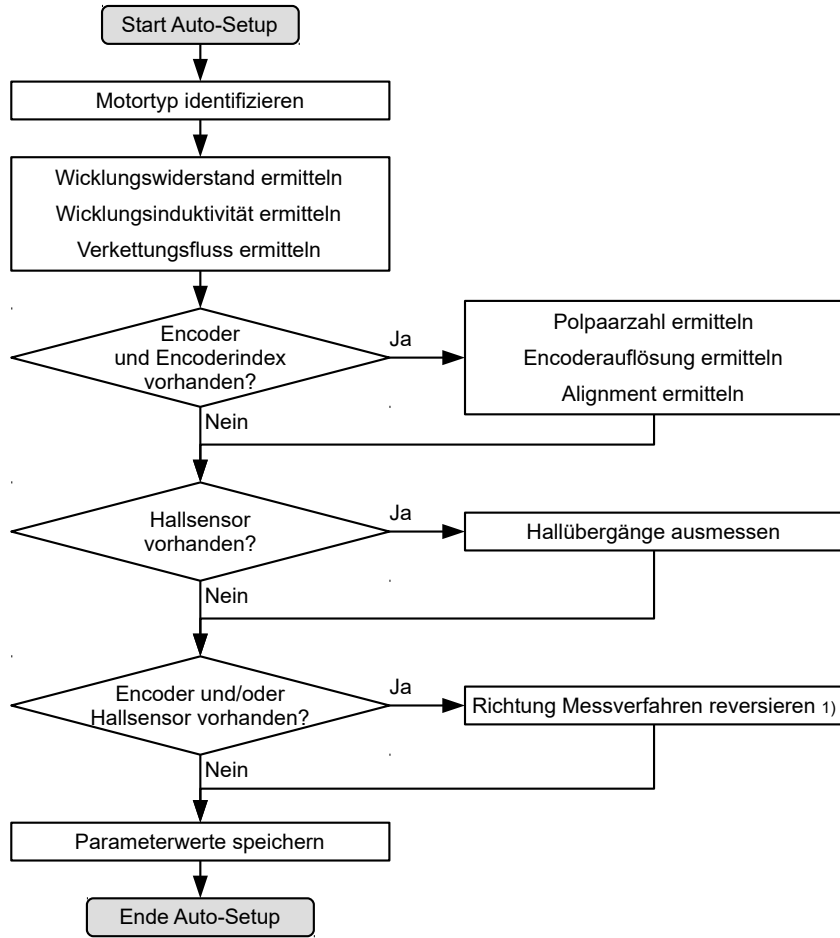 Start Auto-Setup
Motortyp identifizieren
Wicklungswiderstand ermitteln
Wicklungsinduktivität ermitteln
Verkettungsfluss ermitteln
Encoder
und Encoderindex
vorhanden?
Ja
Polpaarzahl ermitteln
Encoderauflösung ermitteln
Alignment ermitteln
Nein
Hallsensor
vorhanden?
Ja
Hallübergänge ausmessen
Nein
Encoder und/oder
Hallsensor vorhanden?
Ja
Richtung Messverfahren reversieren 1)
Nein
Parameterwerte speichern
Ende Auto-Setup